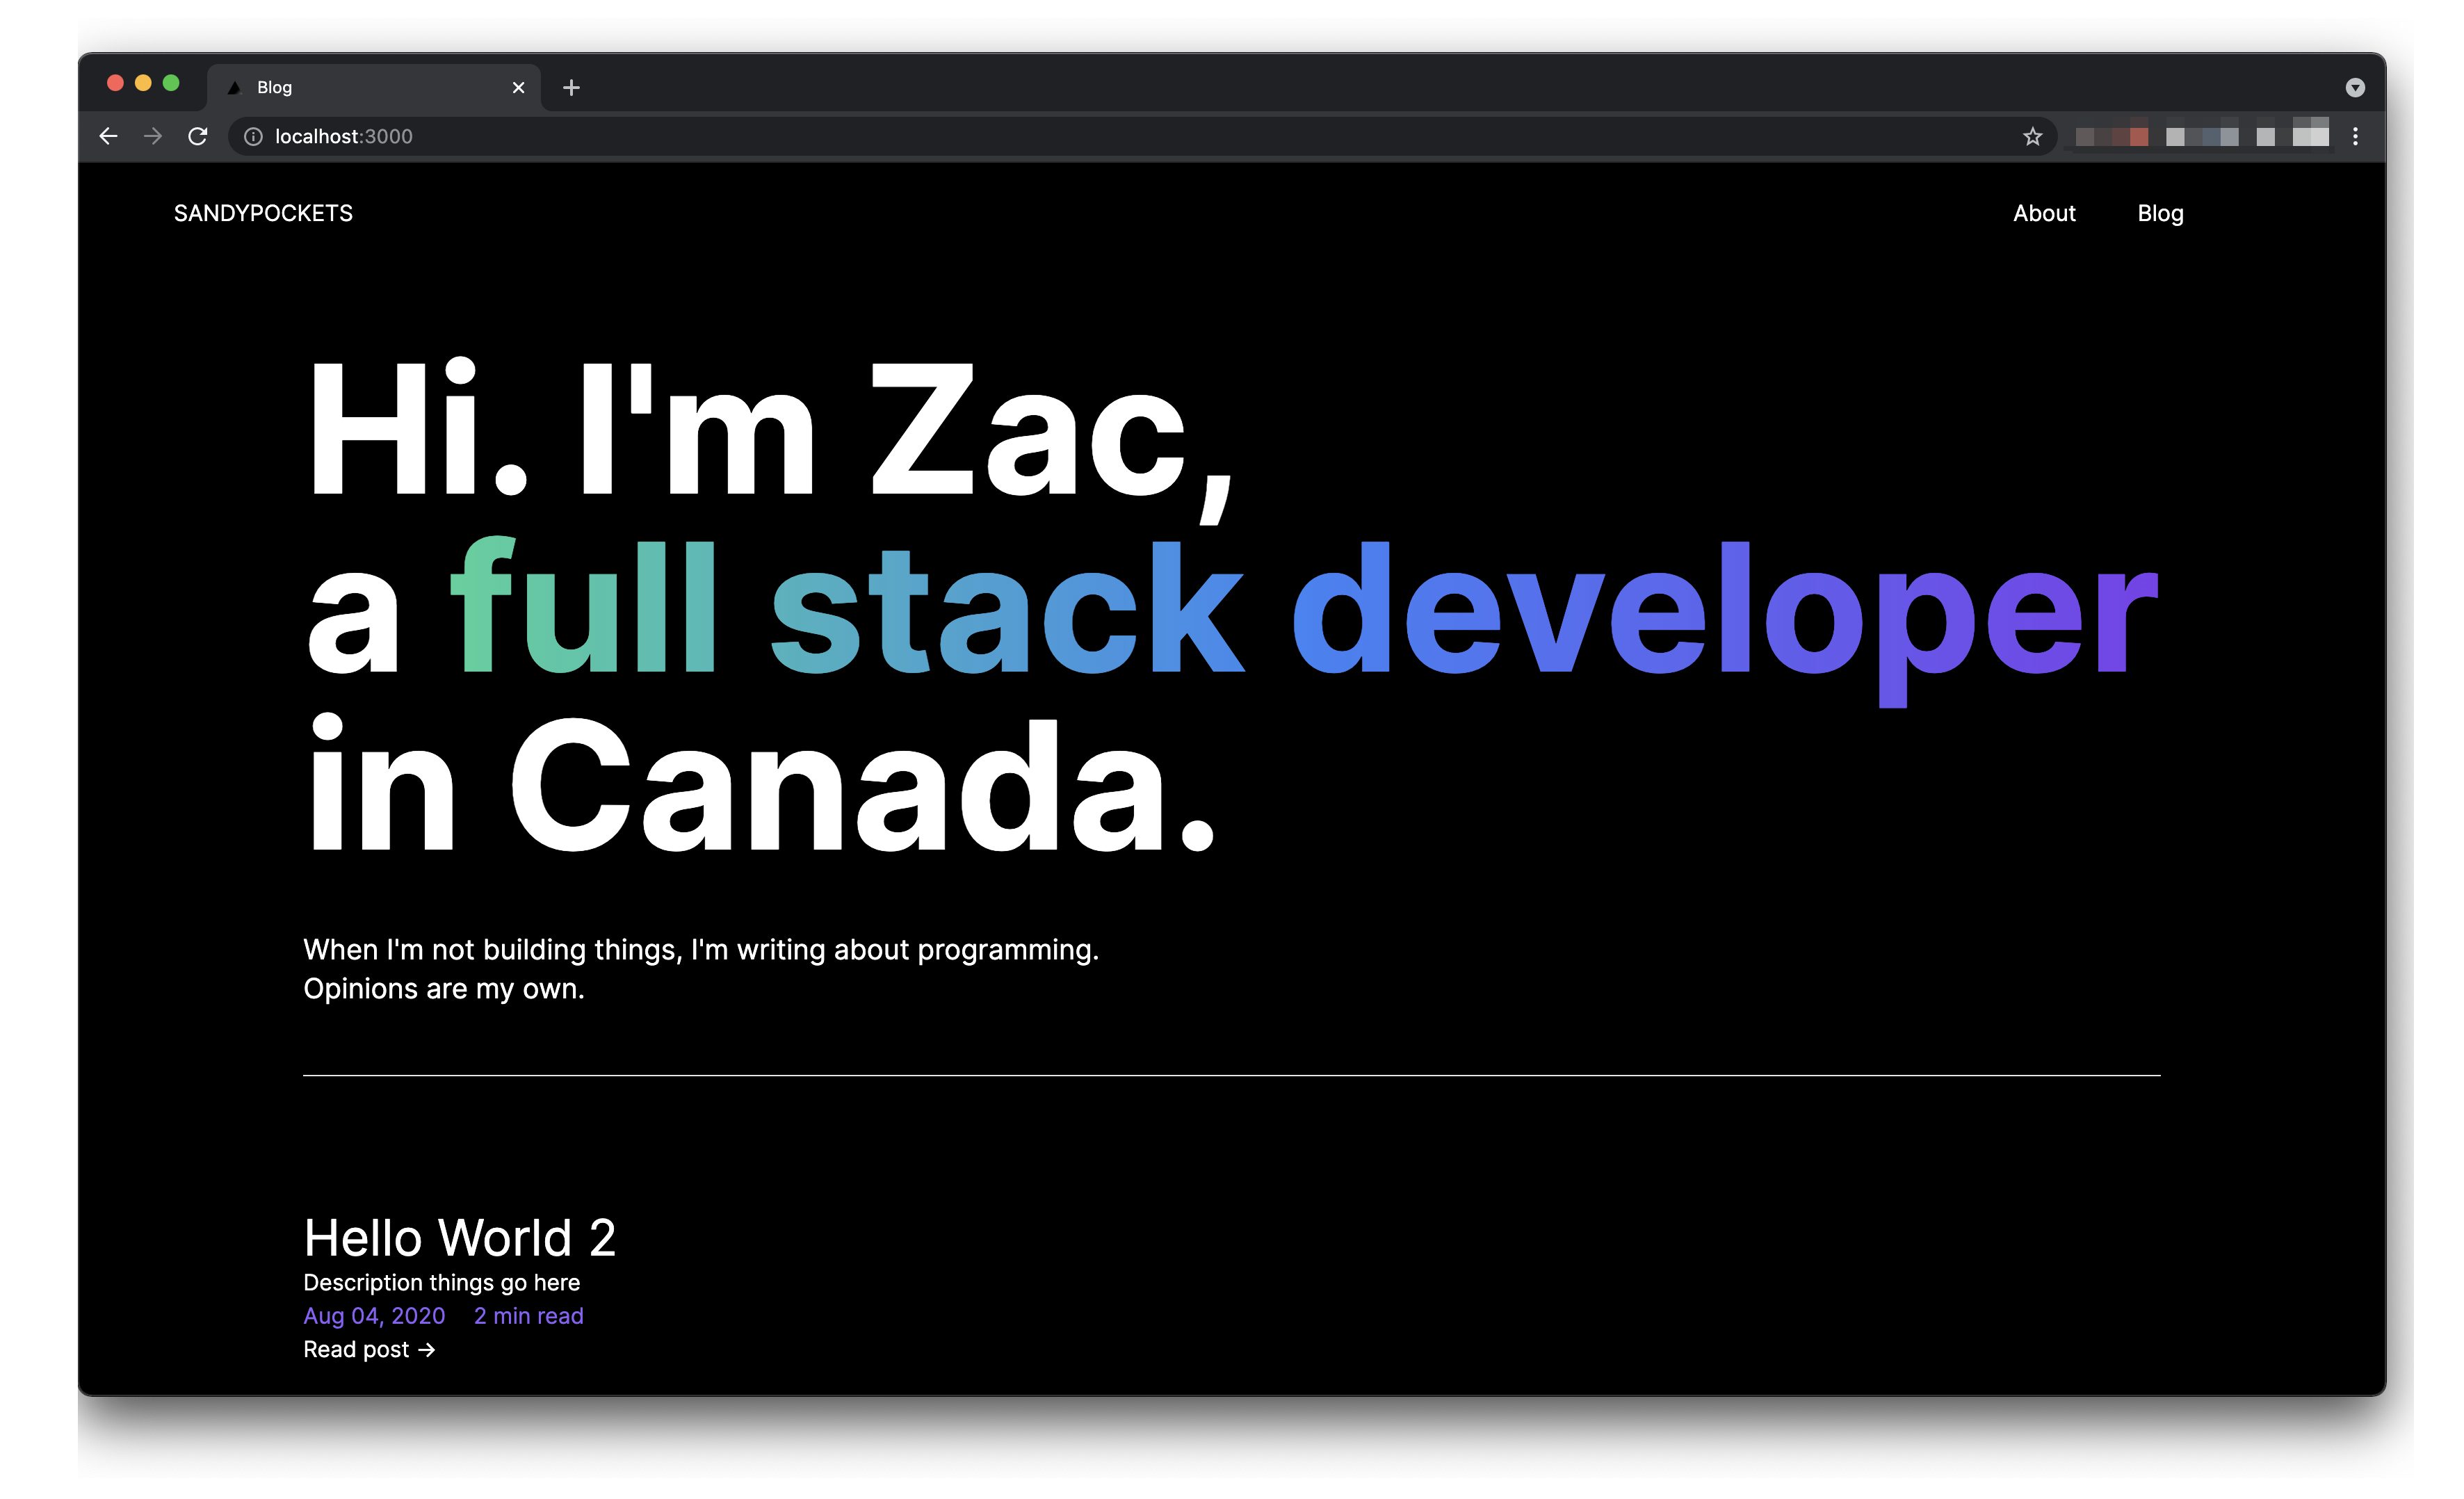 Blog
localhost:3000
SANDYPOCKETS
About Blog
Hi. I'm Zac,
a full stack developer
in Canada.
When I'm not building things, I'm writing about programming.
Opinions are my own.
Hello World 2
Description things go here
Aug 04, 2020 2 min read
Read post →